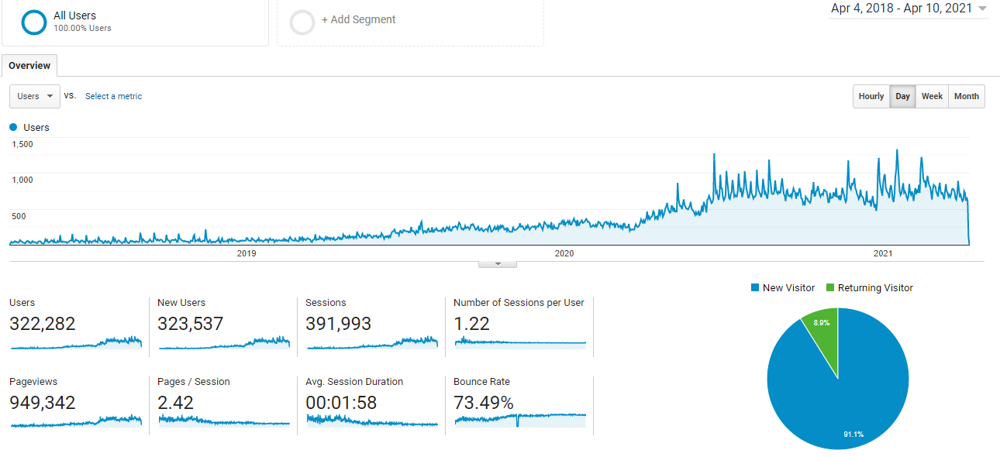 All Users
100.00% Users
+ Add Segment
Apr 4, 2018 - Apr 10, 2021
Overview
Users
VS.
Select a metric
Hourly
Day
Week
Month
Users
1,500
1,000
500
2019
2020
2021
Users
322,282
New Users
323,537
Sessions
391,993
Number of Sessions per User
1.22
Pageviews
949,342
Pages / Session
2.42
Avg. Session Duration
00:01:58
Bounce Rate
73.49%
New Visitor
Returning Visitor
8.9%
91.1%